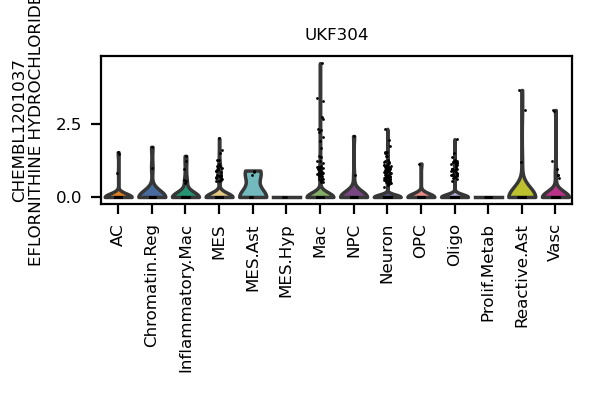 UKF304
CHEMBL1201037
EFLORNITHINE HYDROCHLORIDE
2.5
0.0
AC
Chromatin.Reg
Inflammatory.Mac
MES
MES.Ast
MES.Hyp
Mac
NPC
Neuron
OPC
Oligo
Prolif.Metab
Reactive.Ast
Vasc